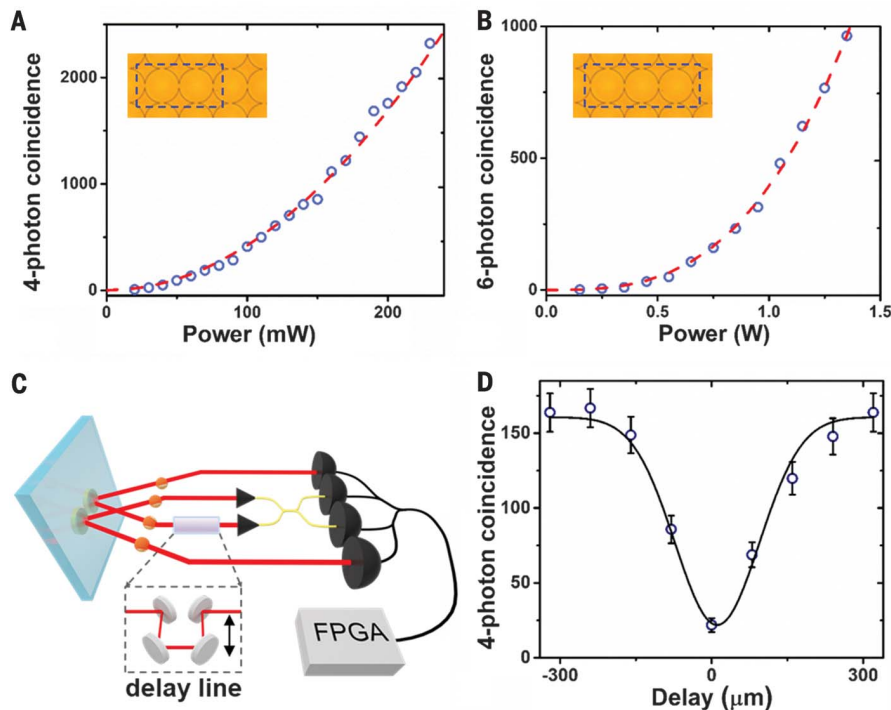 A
4-photon coincidence
2000
1000
0
0
100
200
Power (mW)
B
6-photon coincidence
1000
500
0
0.0
0.5
1.0
1.5
Power (W)
C
FPGA
delay line
D
4-photon coincidence
150
100
50
0
-300
0
300
Delay (μm)